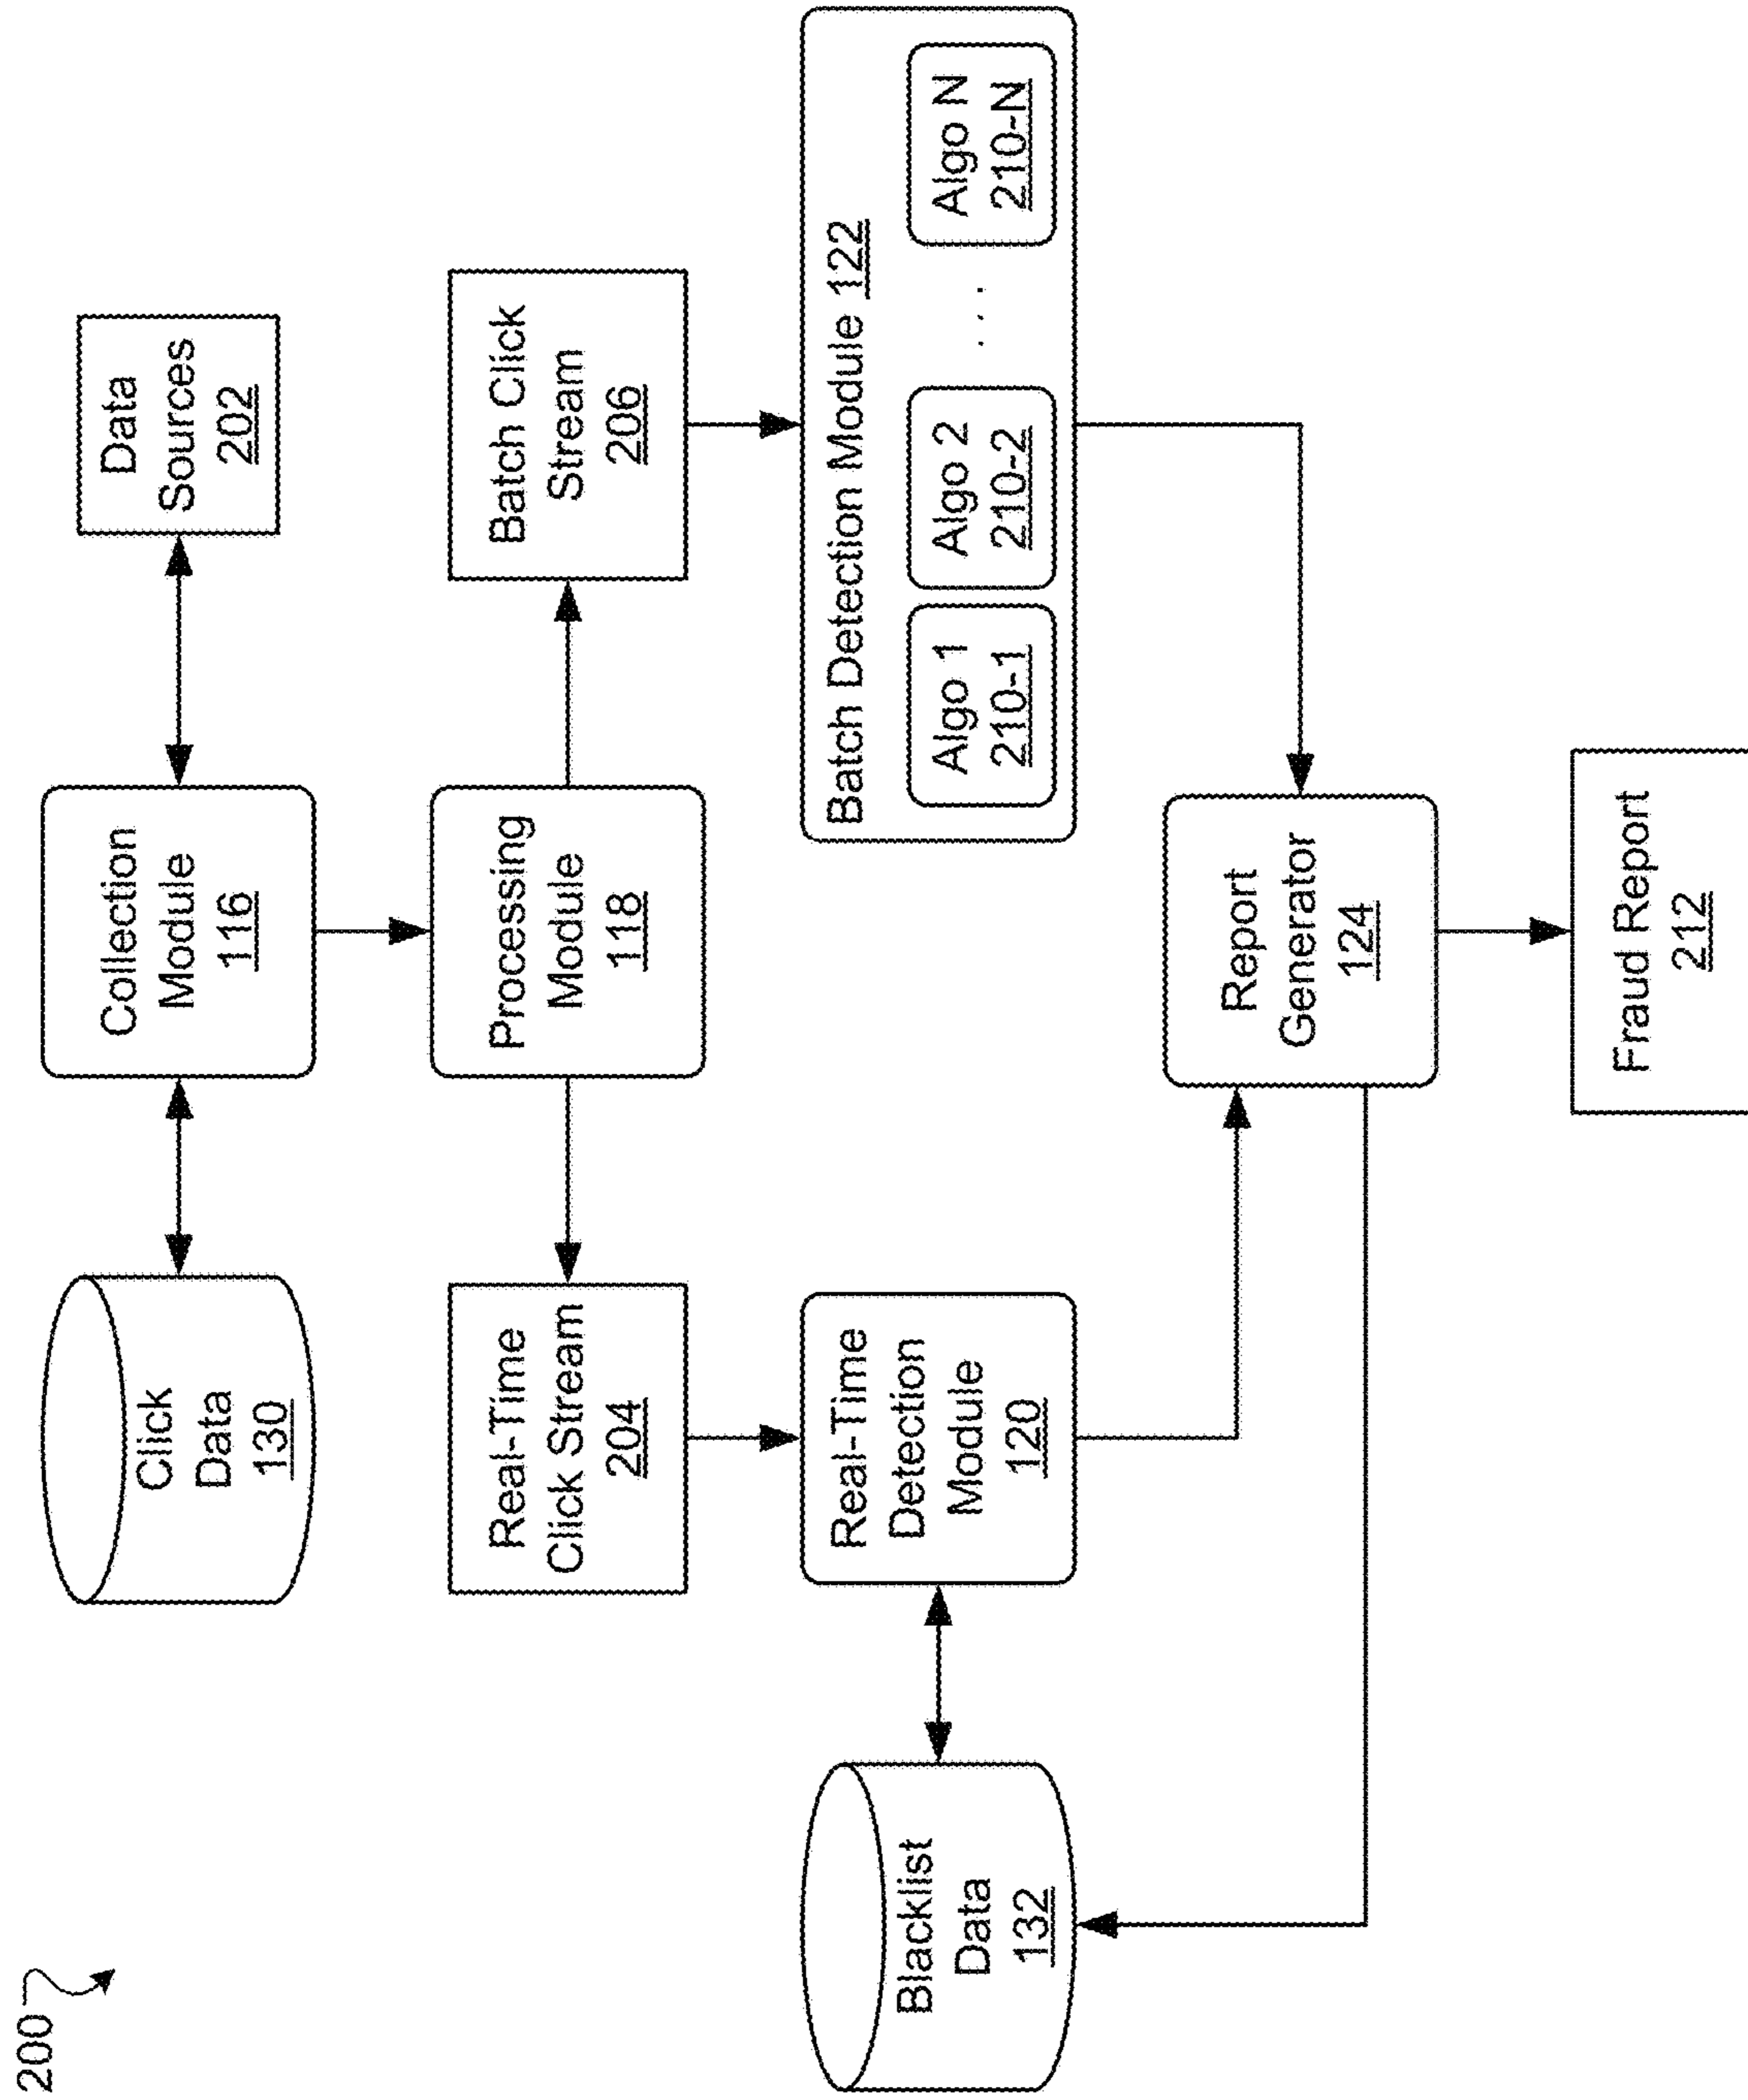 200
Click
Data
130
Collection
Module
116
Data
Sources
202
Real-Time
Click Stream
204
Processing
Module
118
Batch Click
Stream
206
Blacklist
Data
132
Real-Time
Detection
Module
120
Batch Detection Module 122
Algo 1
210-1
Algo 2
210-2
. . .
Algo N
210-N
Report
Generator
124
Fraud Report
212